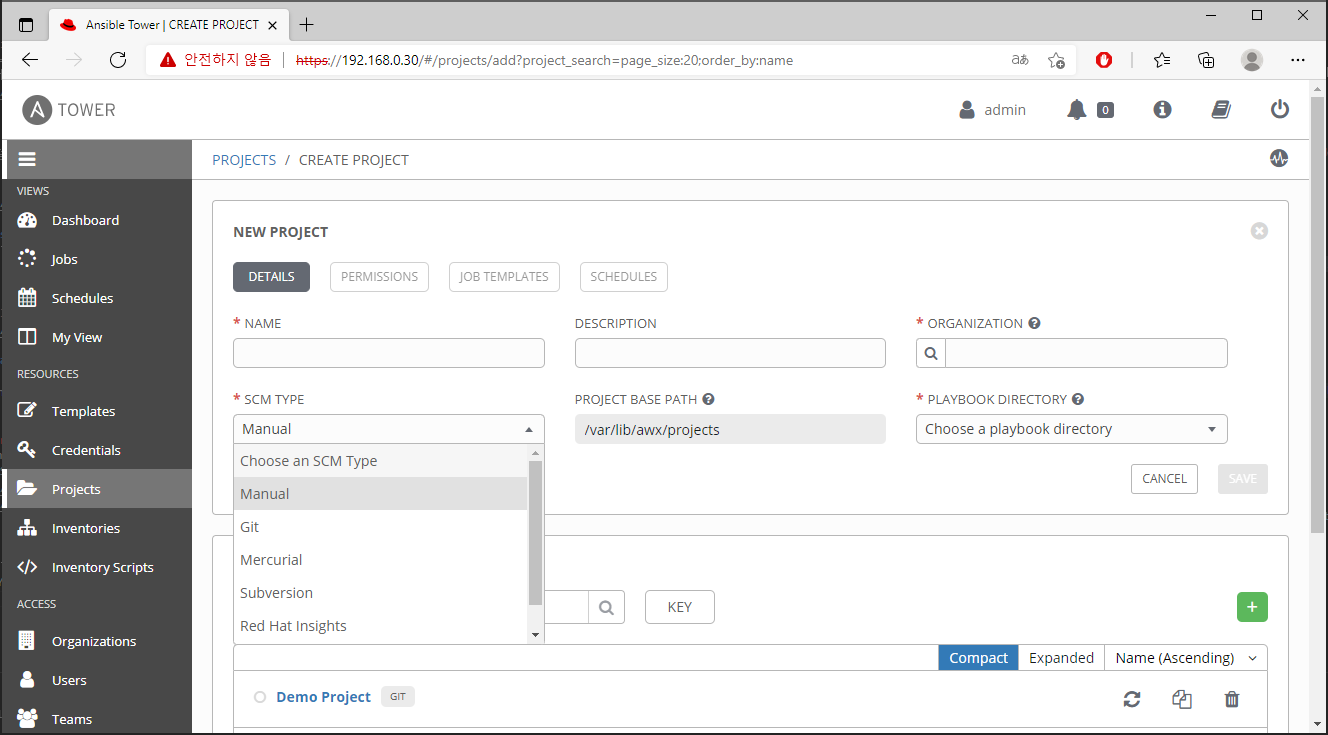 Ansible Tower | CREATE PROJECT
안전하지 않음 https://192.168.0.30/#/projects/add?project_search=page_size:20;order_by:name
TOWER admin 0
PROJECTS / CREATE PROJECT
VIEWS
Dashboard
Jobs
Schedules
My View
RESOURCES
Templates
Credentials
Projects
Inventories
Inventory Scripts
ACCESS
Organizations
Users
Teams
NEW PROJECT
DETAILS PERMISSIONS JOB TEMPLATES SCHEDULES
* NAME DESCRIPTION * ORGANIZATION
* SCM TYPE PROJECT BASE PATH * PLAYBOOK DIRECTORY
Manual /var/lib/awx/projects Choose a playbook directory
Choose an SCM Type
Manual
Git
Mercurial
Subversion
Red Hat Insights
CANCEL SAVE
KEY
Compact Expanded Name (Ascending)
Demo Project GIT